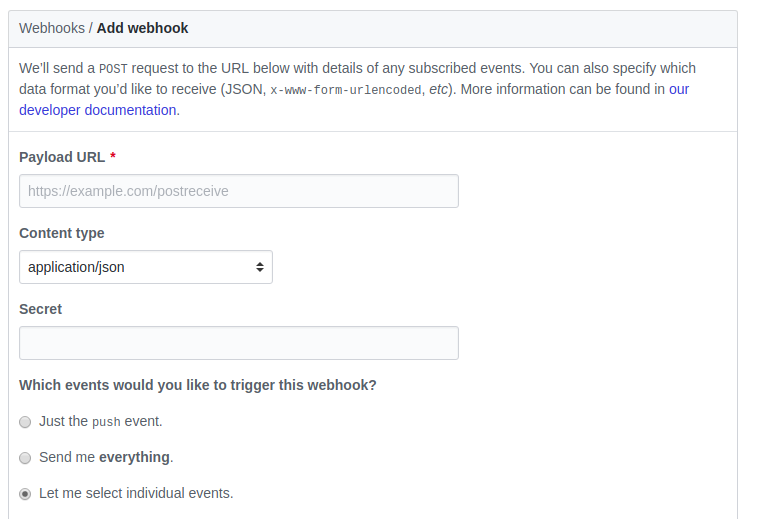 Webhooks / Add webhook
We’ll send a POST request to the URL below with details of any subscribed events. You can also specify which
data format you’d like to receive (JSON, x-www-form-urlencoded, etc). More information can be found in our
developer documentation.
Payload URL *
https://example.com/postreceive
Content type
application/json
Secret
Which events would you like to trigger this webhook?
Just the push event.
Send me everything.
Let me select individual events.